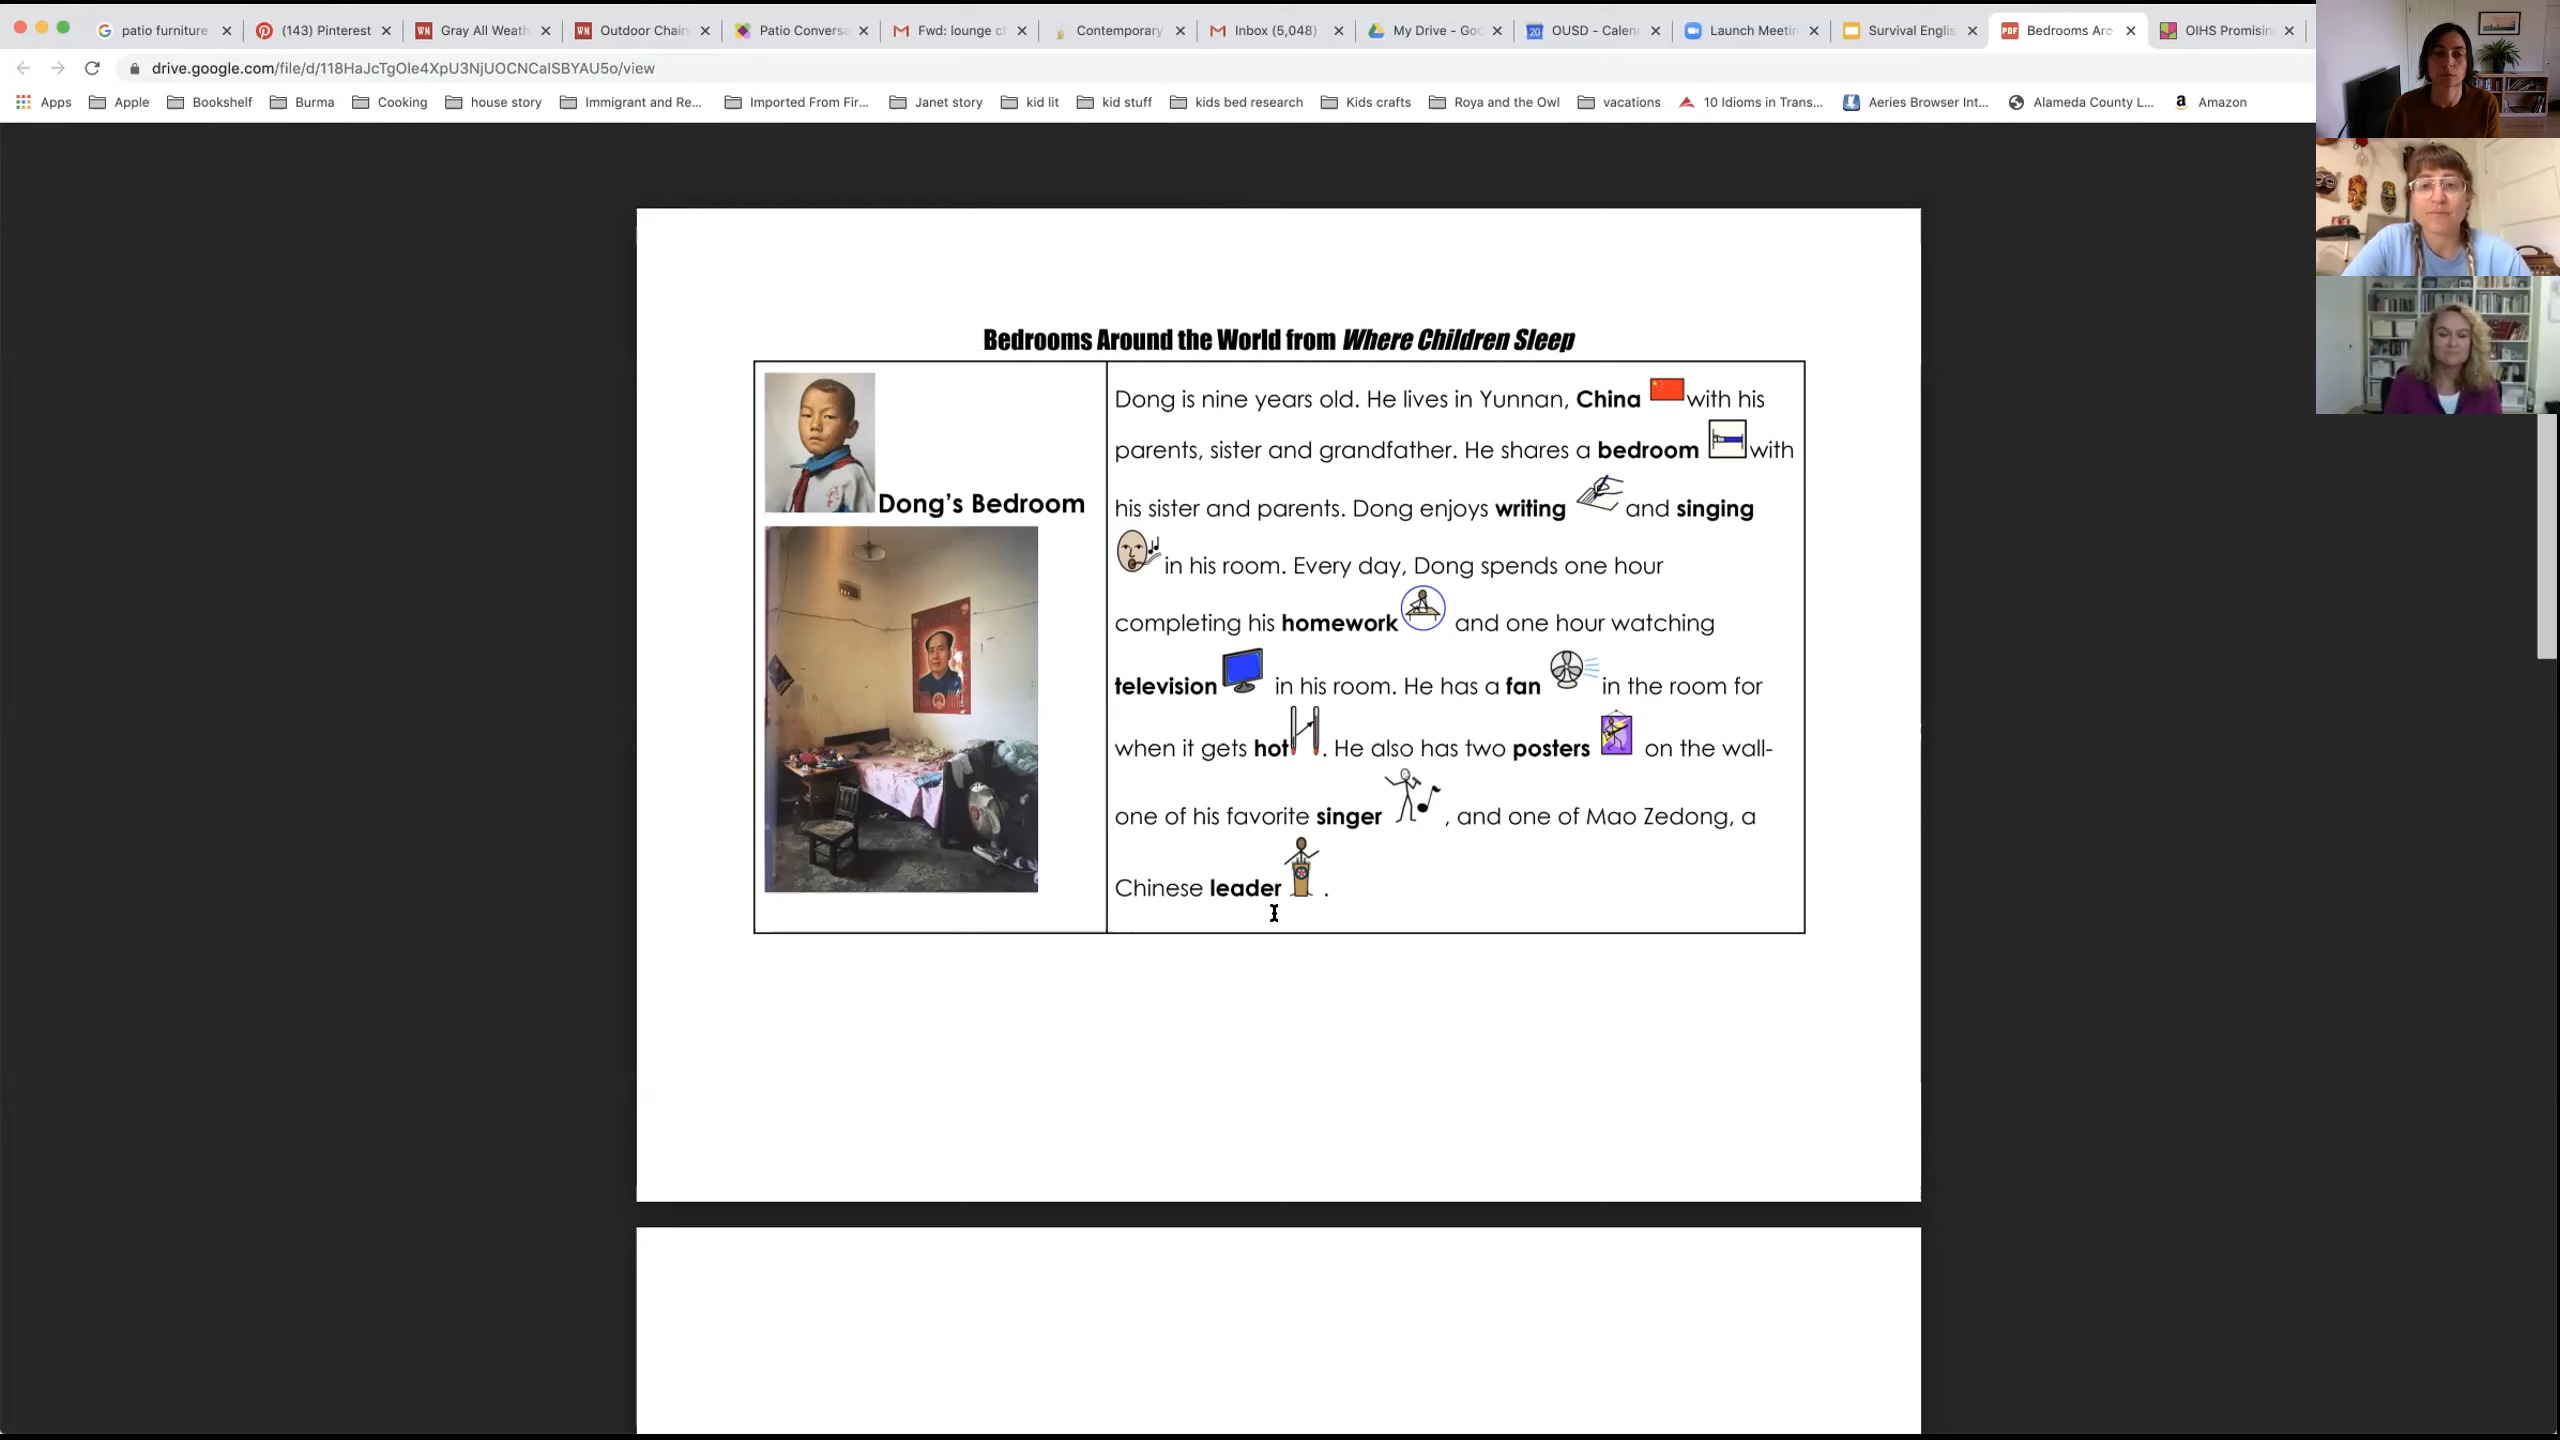 patio furniture
(143) Pinterest
Gray All Weath
Outdoor Chair
Patio Convers
Fwd: lounge c
Contemporary
Inbox (5,048)
My Drive - Goo
OUSD - Calen
Launch Meeti
Survival Englis
Bedrooms Aro
OIHS Promisin
drive.google.com/file/d/118HaJcTgOle4XpU3NjUOCNCalSBYAU5o/view
Apps
Apple
Bookshelf
Burma
Cooking
house story
Immigrant and Re...
Imported From Fir...
Janet story
kid lit
kid stuff
kids bed research
Kids crafts
Roya and the Owl
vacations
10 Idioms in Trans...
Aeries Browser Int...
Alameda County L...
Amazon
Bedrooms Around the World from Where Children Sleep
Dong's Bedroom
Dong is nine years old. He lives in Yunnan, China with his
parents, sister and grandfather. He shares a bedroom with
his sister and parents. Dong enjoys writing and singing
in his room. Every day, Dong spends one hour
completing his homework and one hour watching
television in his room. He has a fan in the room for
when it gets hot. He also has two posters on the wall-
one of his favorite singer , and one of Mao Zedong, a
Chinese leader .